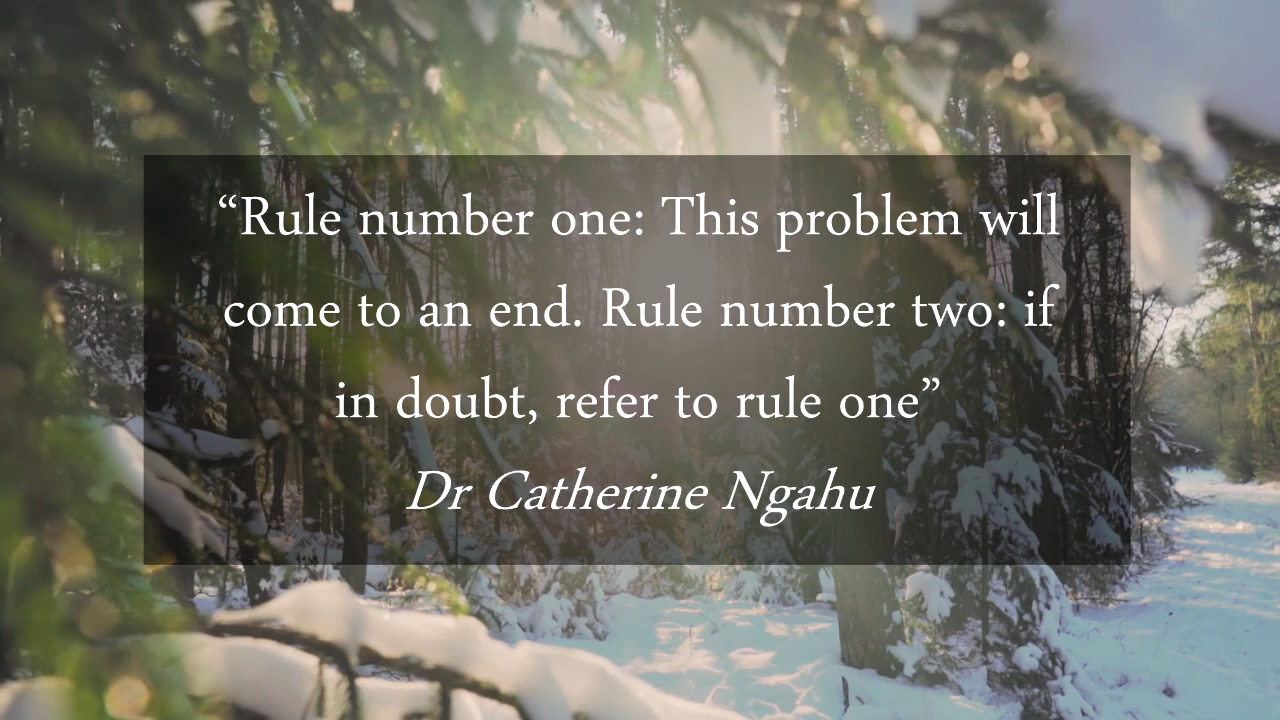 “Rule number one: This problem will
come to an end. Rule number two: if
in doubt, refer to rule one”
Dr Catherine Ngahu